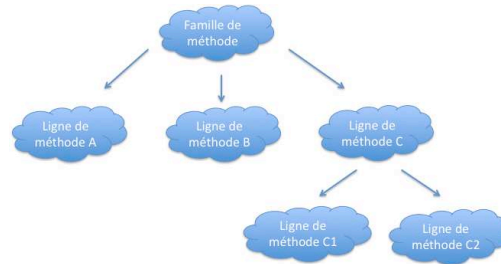 Famille de
méthode
Ligne de
méthode A
Ligne de
méthode B
Ligne de
méthode C
Ligne de
méthode C1
Ligne de
méthode C2